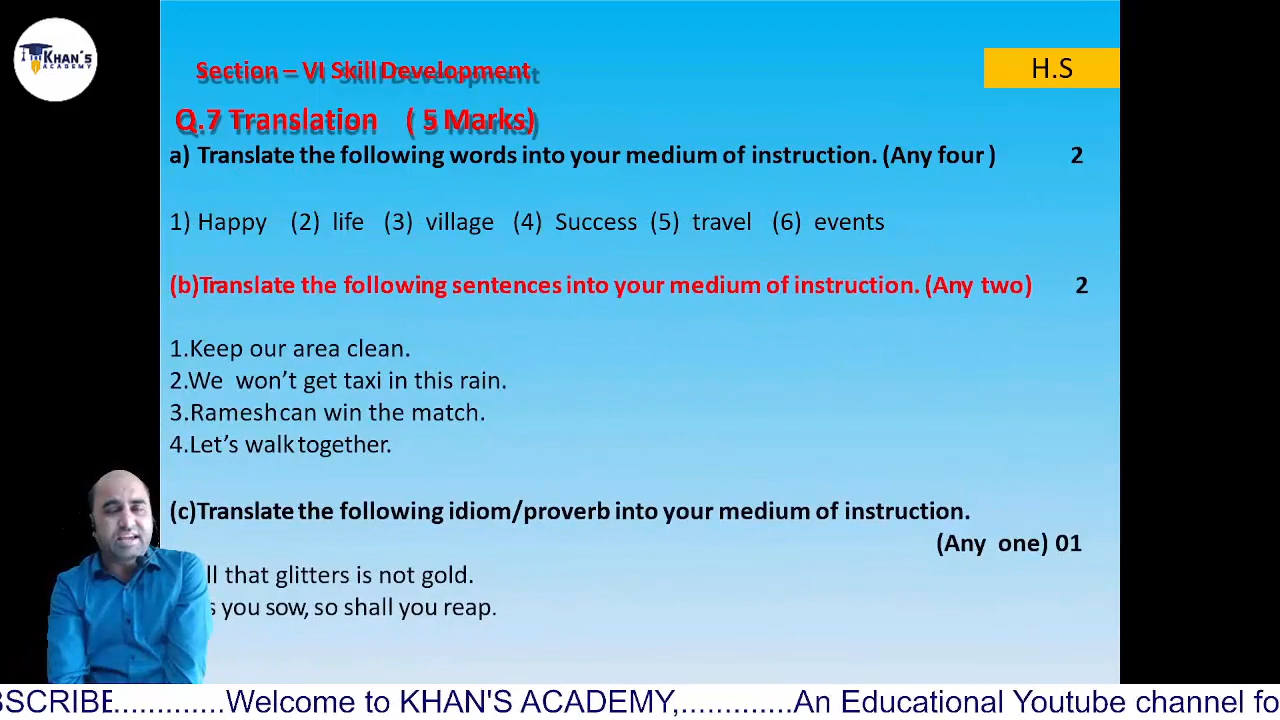 KHAN'S
ACADEMY
Section – VI Skill Development
H.S
Q.7 Translation ( 5 Marks)
a) Translate the following words into your medium of instruction. (Any four ) 2
1) Happy (2) life (3) village (4) Success (5) travel (6) events
(b)Translate the following sentences into your medium of instruction. (Any two) 2
1.Keep our area clean.
2.We won't get taxi in this rain.
3.Ramesh can win the match.
4.Let's walk together.
(c)Translate the following idiom/proverb into your medium of instruction.
(Any one) 01
ll that glitters is not gold.
s you sow, so shall you reap.
BSCRIBE.............Welcome to KHAN'S ACADEMY,.............An Educational Youtube channel fo